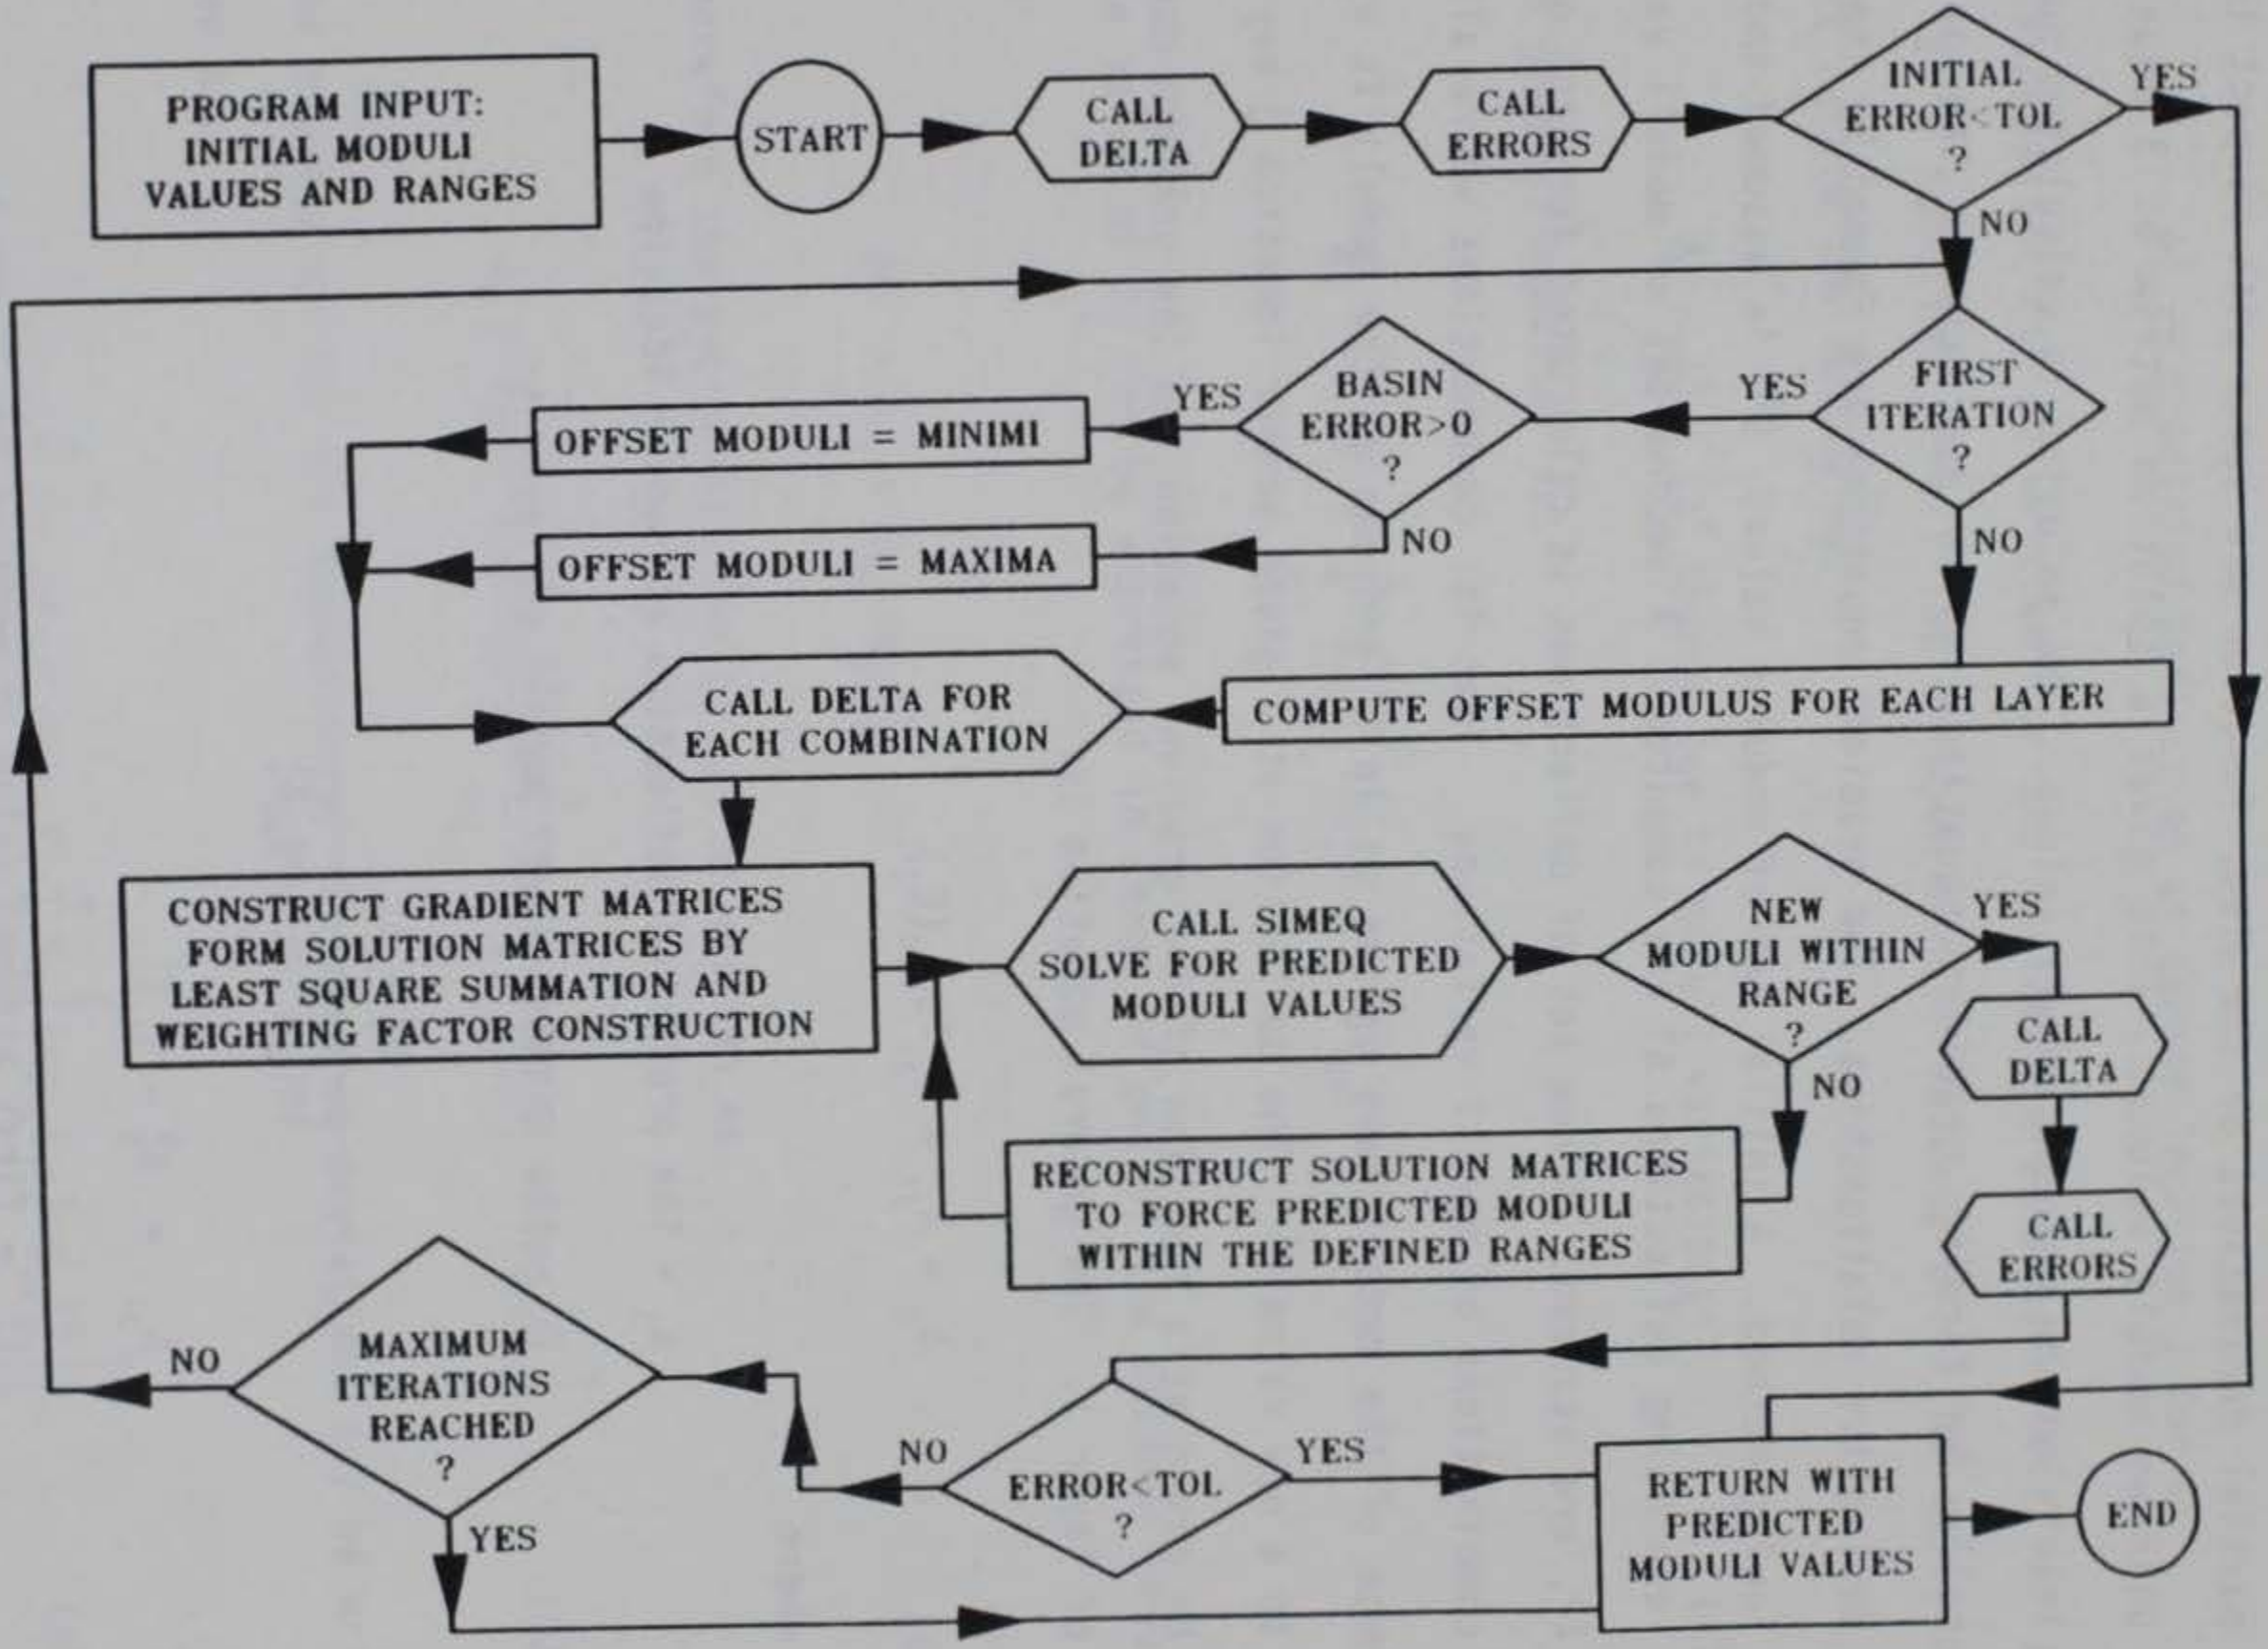 PROGRAM INPUT:
INITIAL MODULI
VALUES AND RANGES
START
CALL
DELTA
CALL
ERRORS
INITIAL
ERROR<TOL
?
YES
NO
FIRST
ITERATION
?
YES
NO
BASIN
ERROR>0
?
YES
NO
OFFSET MODULI = MINIMI
OFFSET MODULI = MAXIMA
COMPUTE OFFSET MODULUS FOR EACH LAYER
CALL DELTA FOR
EACH COMBINATION
CONSTRUCT GRADIENT MATRICES
FORM SOLUTION MATRICES BY
LEAST SQUARE SUMMATION AND
WEIGHTING FACTOR CONSTRUCTION
CALL SIMEQ
SOLVE FOR PREDICTED
MODULI VALUES
NEW
MODULI WITHIN
RANGE
?
YES
NO
CALL
DELTA
CALL
ERRORS
RECONSTRUCT SOLUTION MATRICES
TO FORCE PREDICTED MODULI
WITHIN THE DEFINED RANGES
ERROR<TOL
?
NO
YES
MAXIMUM
ITERATIONS
REACHED
?
NO
YES
RETURN WITH
PREDICTED
MODULI VALUES
END